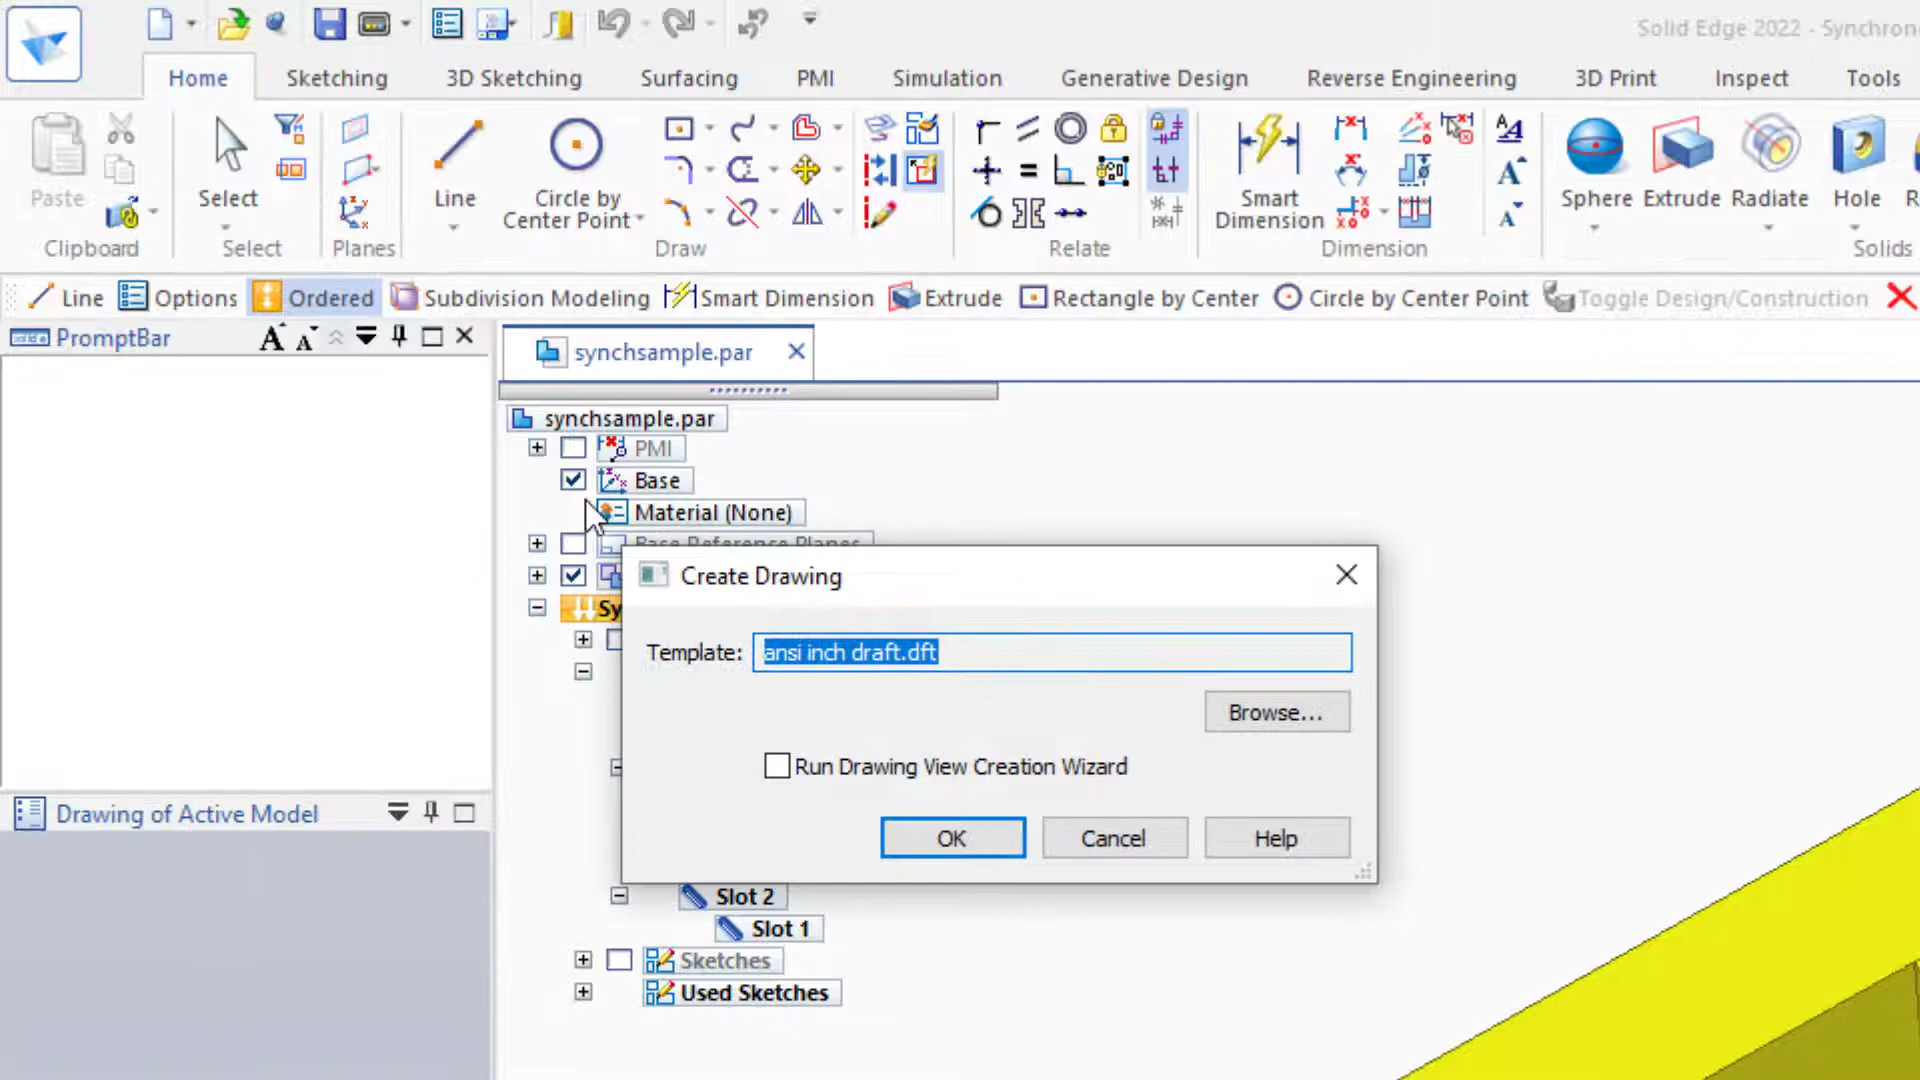 Solid Edge 2022 - Synchron
Home Sketching 3D Sketching Surfacing PMI Simulation Generative Design Reverse Engineering 3D Print Inspect Tools
Paste Select Line Circle by Center Point Smart Dimension Sphere Extrude Radiate Hole R
Clipboard Select Planes Draw Relate Dimension Solids
Line Options Ordered Subdivision Modeling Smart Dimension Extrude Rectangle by Center Circle by Center Point Toggle Design/Construction
PromptBar
synchsample.par
synchsample.par
PMI
Base
Material (None)
Base Reference Planes
Create Drawing
Sy
Template: ansi inch draft.dft
Browse...
Run Drawing View Creation Wizard
Drawing of Active Model
OK Cancel Help
Slot 2
Slot 1
Sketches
Used Sketches